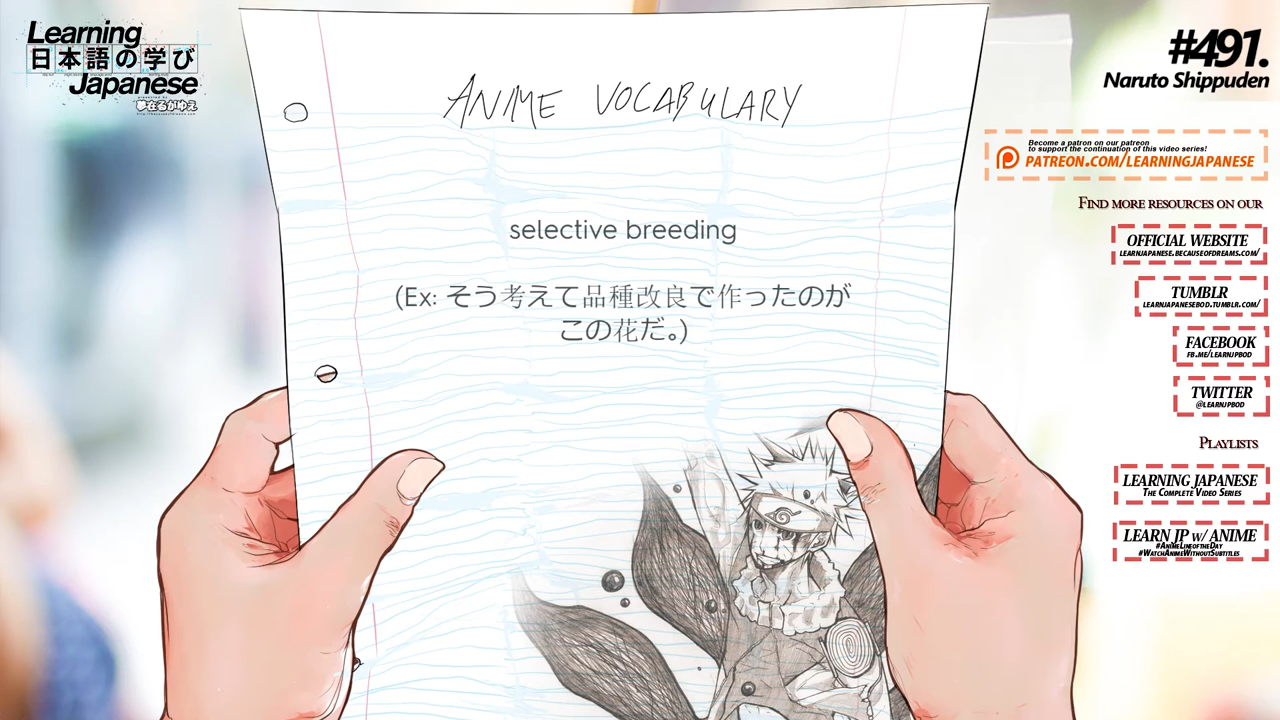 Learning
日本語の学び
Japanese
夢在るがゆえ
#491.
Naruto Shippuden
ANIME VOCABULARY
selective breeding
(Ex: そう考えて品種改良で作ったのが
この花だ。)
Become a patron on our patreon
to support the continuation of this video series!
PATREON.COM/LEARNINGJAPANESE
FIND MORE RESOURCES ON OUR
OFFICIAL WEBSITE
LEARNJAPANESE.BECAUSEOFDREAMS.COM/
TUMBLR
LEARNJAPANESEBOD.TUMBLR.COM/
FACEBOOK
FB.ME/LEARNJPBOD
TWITTER
@LEARNJPBOD
PLAYLISTS
LEARNING JAPANESE
THE COMPLETE VIDEO SERIES
LEARN JP w/ ANIME
#ANIMELINEOFTHEDAY
#WATCHANIMEWITHOUTSUBTITLES